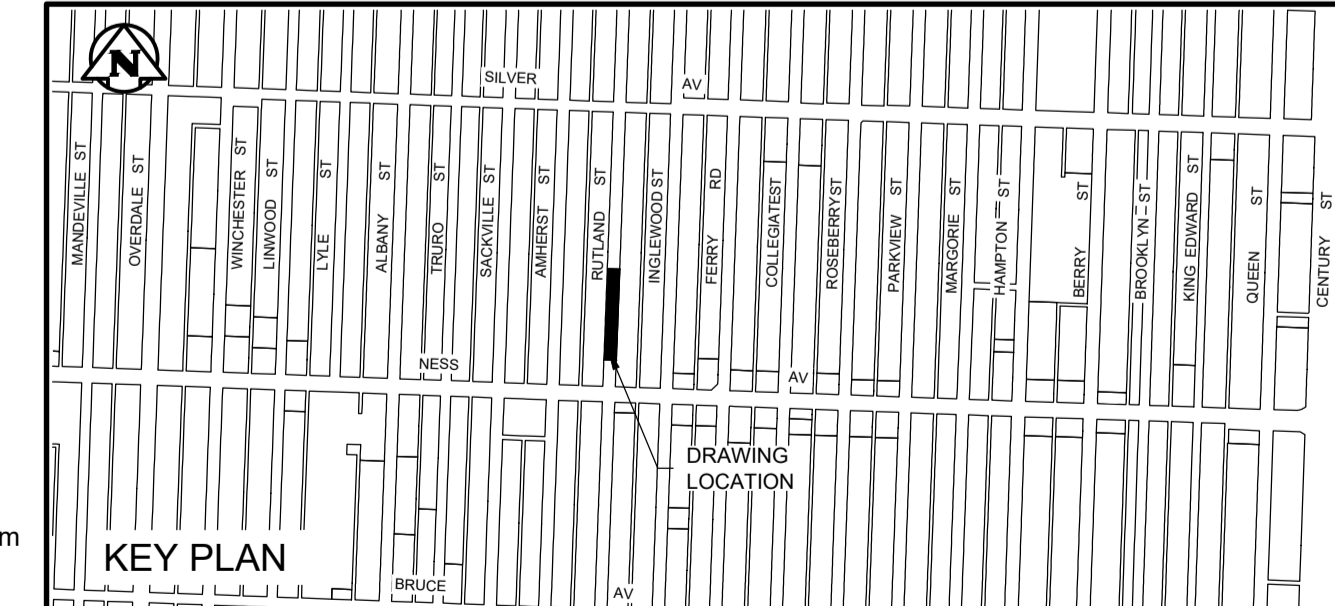 N
SILVER AV
MANDEVILLE ST
OVERDALE ST
WINCHESTER ST
LINWOOD ST
LYLE ST
ALBANY ST
TRURO ST
SACKVILLE ST
AMHERST ST
RUTLAND ST
INGLEWOOD ST
FERRY RD
COLLEGIATE ST
ROSEBERRY ST
PARKVIEW ST
MARGORIE ST
HAMPTON ST
BERRY ST
BROOKLYN ST
KING EDWARD ST
QUEEN ST
CENTURY ST
NESS AV
DRAWING
LOCATION
m
KEY PLAN
BRUCE AV